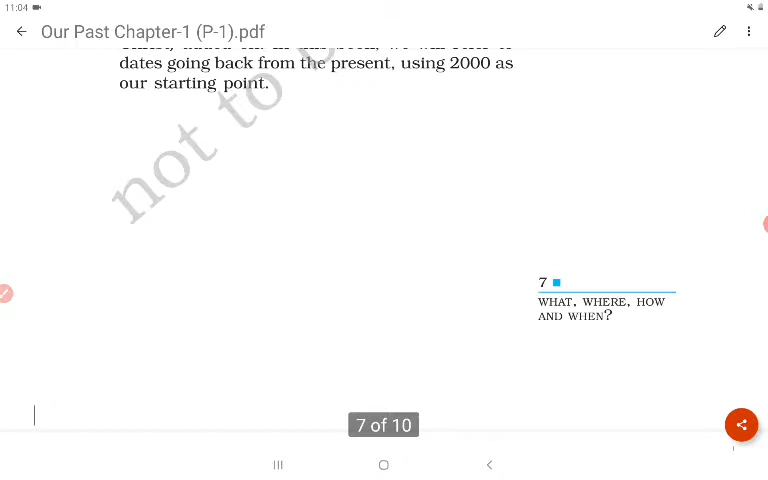 11:04
Our Past Chapter-1 (P-1).pdf
dates going back from the present, using 2000 as
our starting point.
not to b
7
WHAT, WHERE, HOW
AND WHEN?
7 of 10